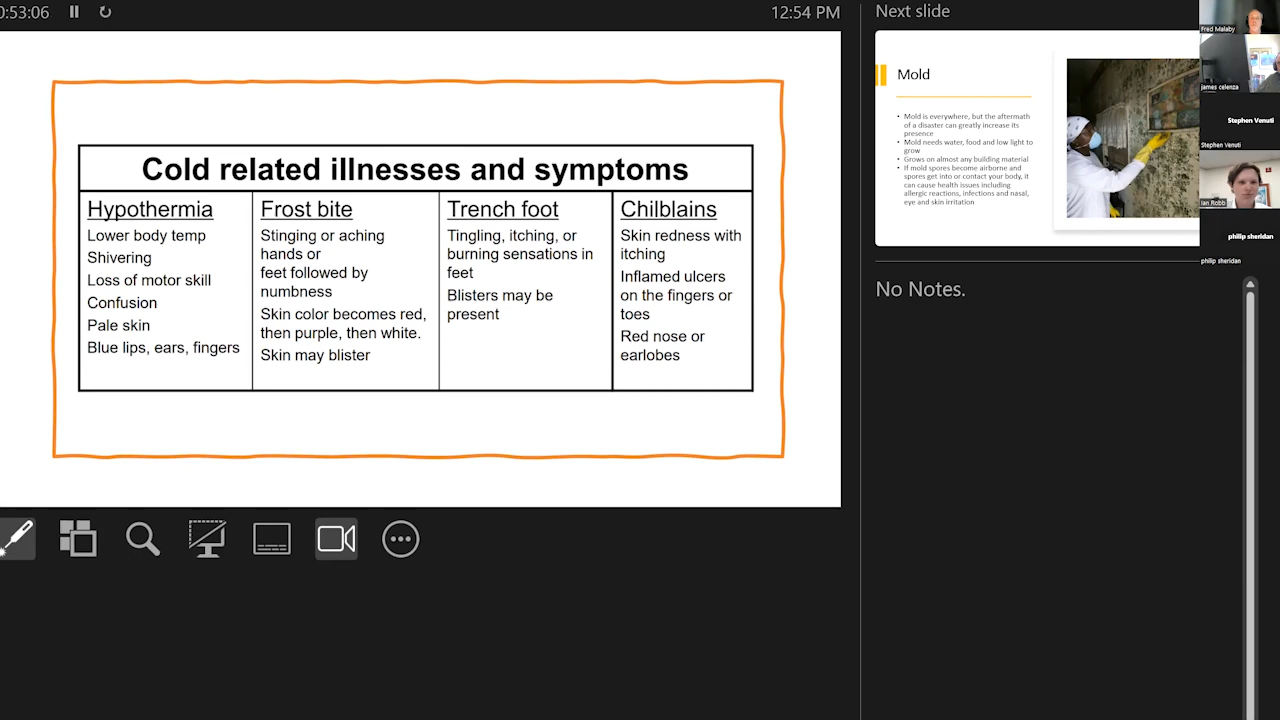 0:53:06
12:54 PM
Cold related illnesses and symptoms
Hypothermia
Lower body temp
Shivering
Loss of motor skill
Confusion
Pale skin
Blue lips, ears, fingers
Frost bite
Stinging or aching
hands or
feet followed by
numbness
Skin color becomes red,
then purple, then white.
Skin may blister
Trench foot
Tingling, itching, or
burning sensations in
feet
Blisters may be
present
Chilblains
Skin redness with
itching
Inflamed ulcers
on the fingers or
toes
Red nose or
earlobes
Next slide
Mold
• Mold is everywhere, but the aftermath
of a disaster can greatly increase its
presence
• Mold needs water, food and low light to
grow
• Grows on almost any building material
• If mold spores become airborne and
spores get into or contact your body, it
can cause health issues including
allergic reactions, infections and nasal,
eye and skin irritation
No Notes.
Fred Malaby
james celenza
Stephen Venuti
Stephen Venuti
Ian Robb
philip sheridan
philip sheridan